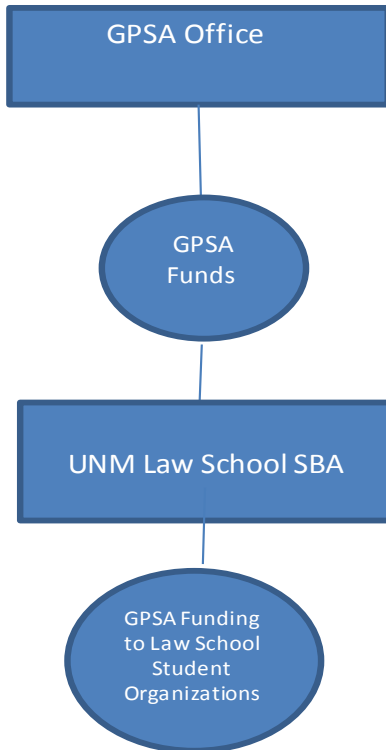 GPSA Office
GPSA
Funds
UNM Law School SBA
GPSA Funding
to Law School
Student
Organizations